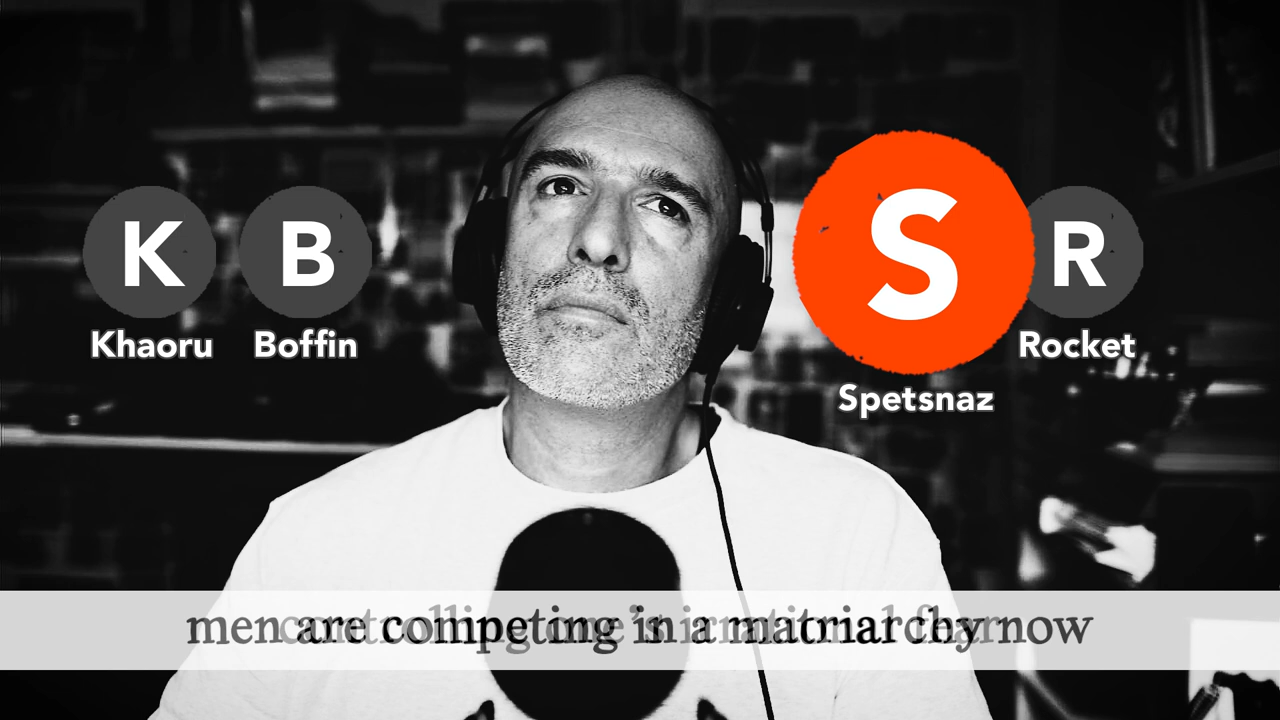 K
B
S
R
Khaoru
Boffin
Spetsnaz
Rocket
men are competing in a matriarchy now